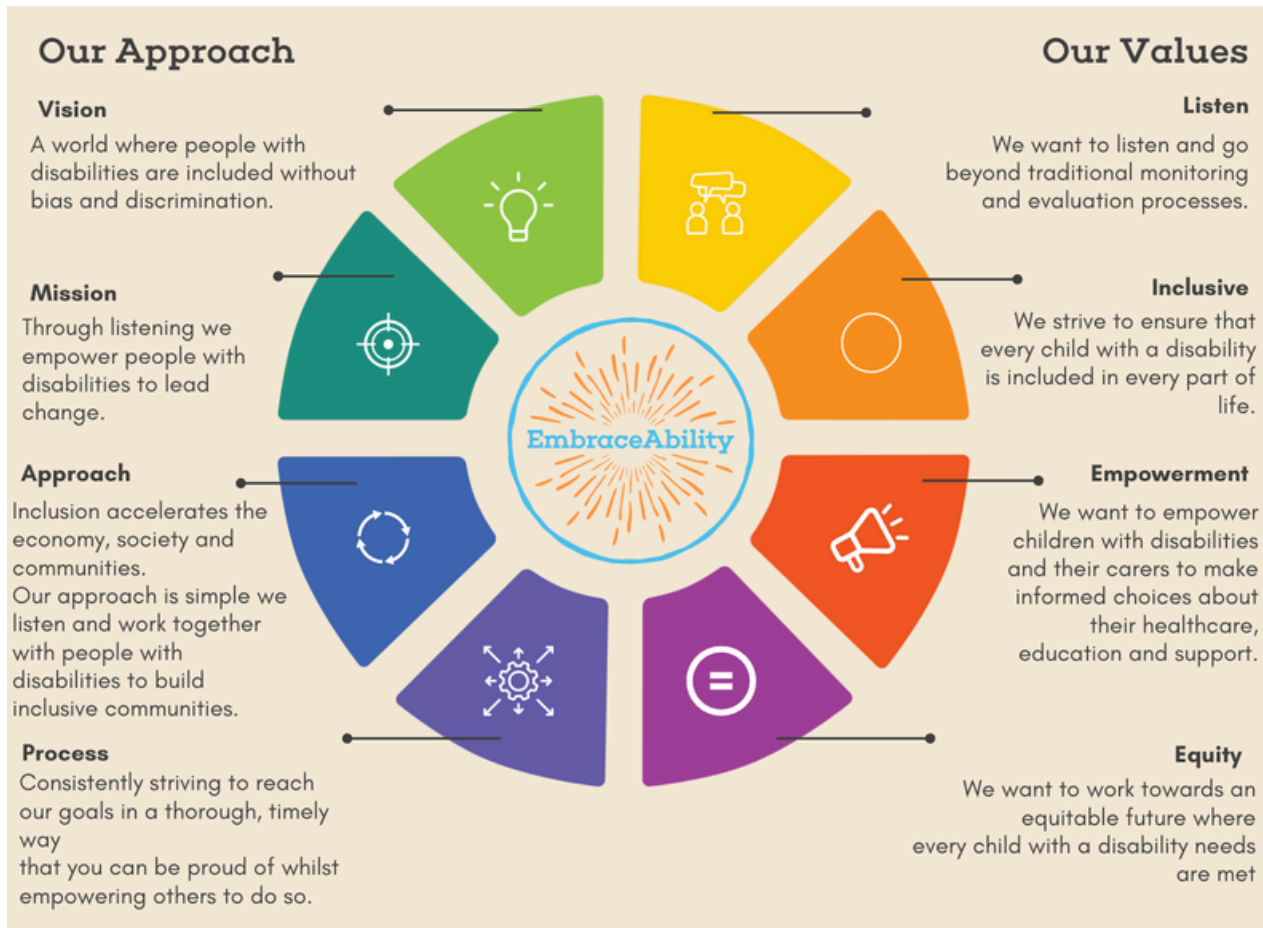 Our Approach
Vision
A world where people with
disabilities are included without
bias and discrimination.
Mission
Through listening we
empower people with
disabilities to lead
change.
Approach
Inclusion accelerates the
economy, society and
communities.
Our approach is simple we
listen and work together
with people with
disabilities to build
inclusive communities.
Process
Consistently striving to reach
our goals in a thorough, timely
way
that you can be proud of whilst
empowering others to do so.
EmbraceAbility
Our Values
Listen
We want to listen and go
beyond traditional monitoring
and evaluation processes.
Inclusive
We strive to ensure that
every child with a disability
is included in every part of
life.
Empowerment
We want to empower
children with disabilities
and their carers to make
informed choices about
their healthcare,
education and support.
Equity
We want to work towards an
equitable future where
every child with a disability needs
are met